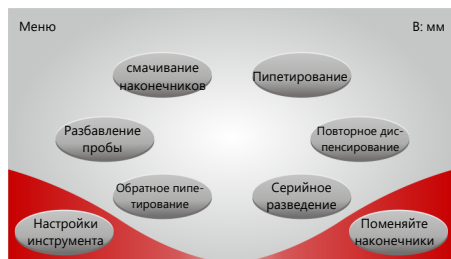 Меню
В: мм
смачивание
наконечников
Пипетирование
Разбавление
пробы
Повторное дис-
пенсирование
Обратное пипе-
тирование
Серийное
разведение
Настройки
инструмента
Поменяйте
наконечники